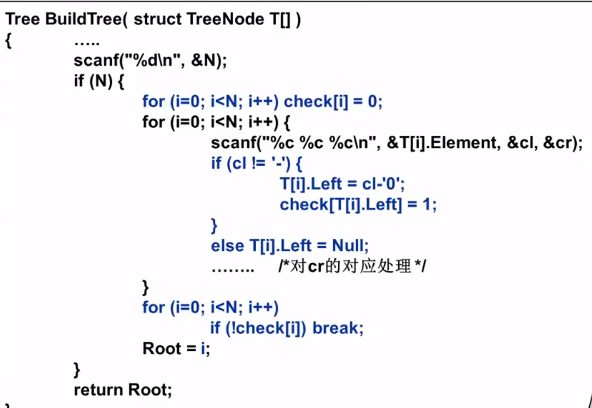 Tree BuildTree( struct TreeNode T[] )
{ …..
scanf("%d\n", &N);
if (N) {
for (i=0; i<N; i++) check[i] = 0;
for (i=0; i<N; i++) {
scanf("%c %c %c\n", &T[i].Element, &cl, &cr);
if (cl != '-') {
T[i].Left = cl-'0';
check[T[i].Left] = 1;
}
else T[i].Left = Null;
…….. /*对cr的对应处理 */
}
for (i=0; i<N; i++)
if (!check[i]) break;
Root = i;
}
return Root;
}